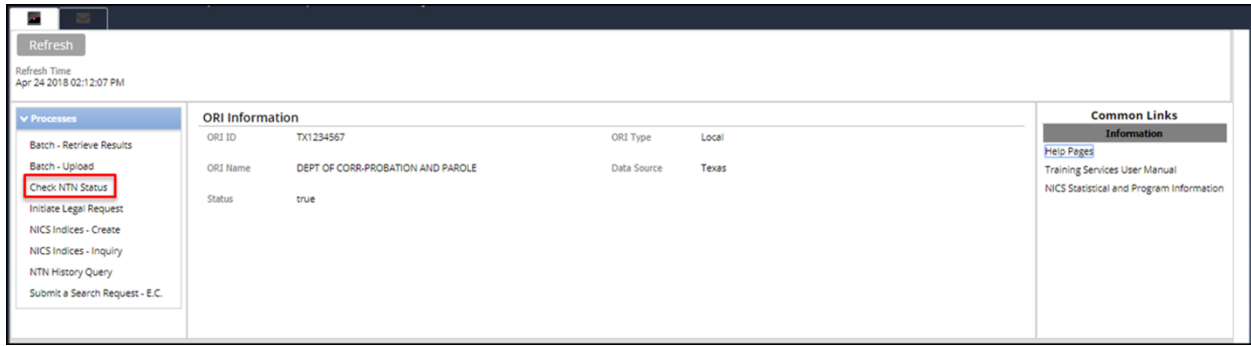 Refresh
Refresh Time
Apr 24 2018 02:12:07 PM
Processes
Batch - Retrieve Results
Batch - Upload
Check NTN Status
Initiate Legal Request
NICS Indices - Create
NICS Indices - Inquiry
NTN History Query
Submit a Search Request - E.C.
ORI Information
ORI ID TX1234567 ORI Type Local
ORI Name DEPT OF CORR-PROBATION AND PAROLE Data Source Texas
Status true
Common Links
Information
Help Pages
Training Services User Manual
NICS Statistical and Program Information